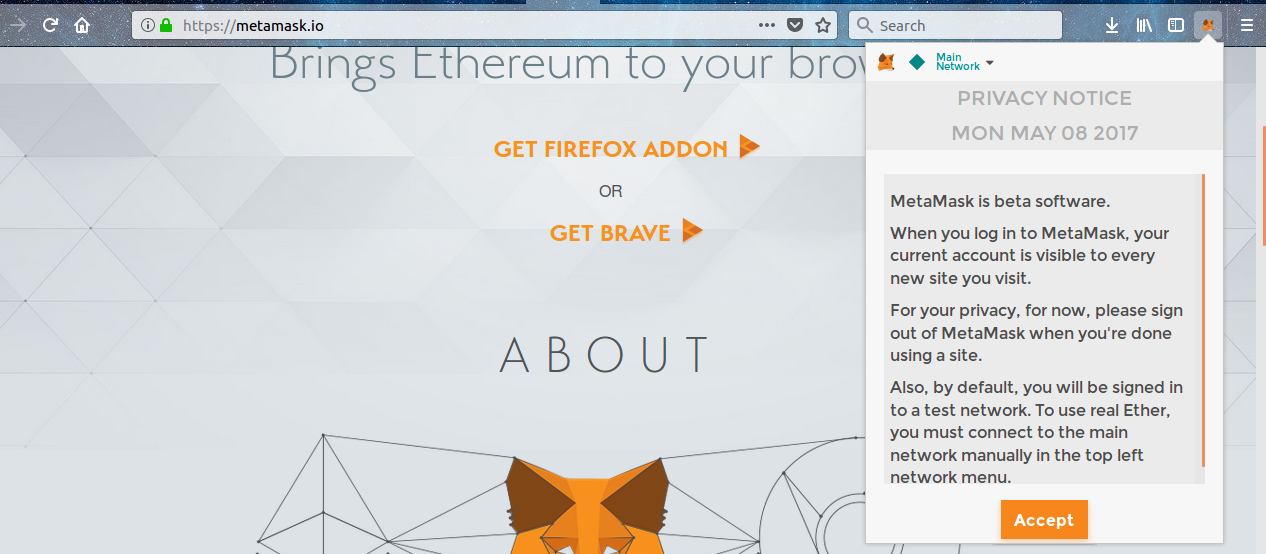 https://metamask.io
Search
Brings Ethereum to your
GET FIREFOX ADDON
OR
GET BRAVE
ABOUT
Main
Network
PRIVACY NOTICE
MON MAY 08 2017
MetaMask is beta software.
When you log in to MetaMask, your
current account is visible to every
new site you visit.
For your privacy, for now, please sign
out of MetaMask when you're done
using a site.
Also, by default, you will be signed in
to a test network. To use real Ether,
you must connect to the main
network manually in the top left
network menu.
Accept